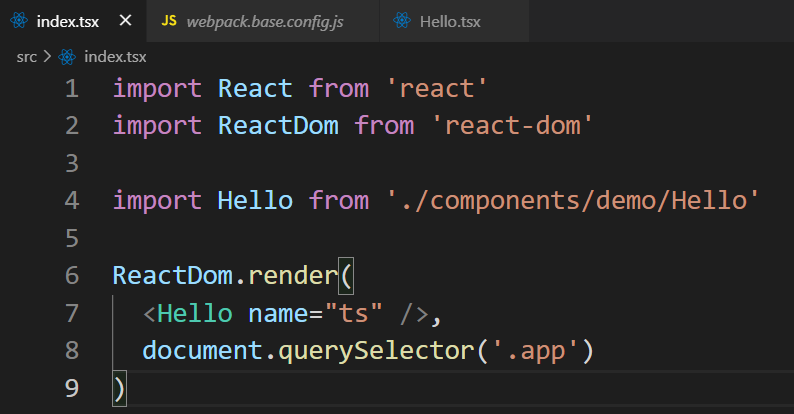 index.tsx × JS webpack.base.config.js Hello.tsx
src > index.tsx
1 import React from 'react'
2 import ReactDom from 'react-dom'
3
4 import Hello from './components/demo/Hello'
5
6 ReactDom.render(
7 <Hello name="ts" />,
8 document.querySelector('.app')
9 )